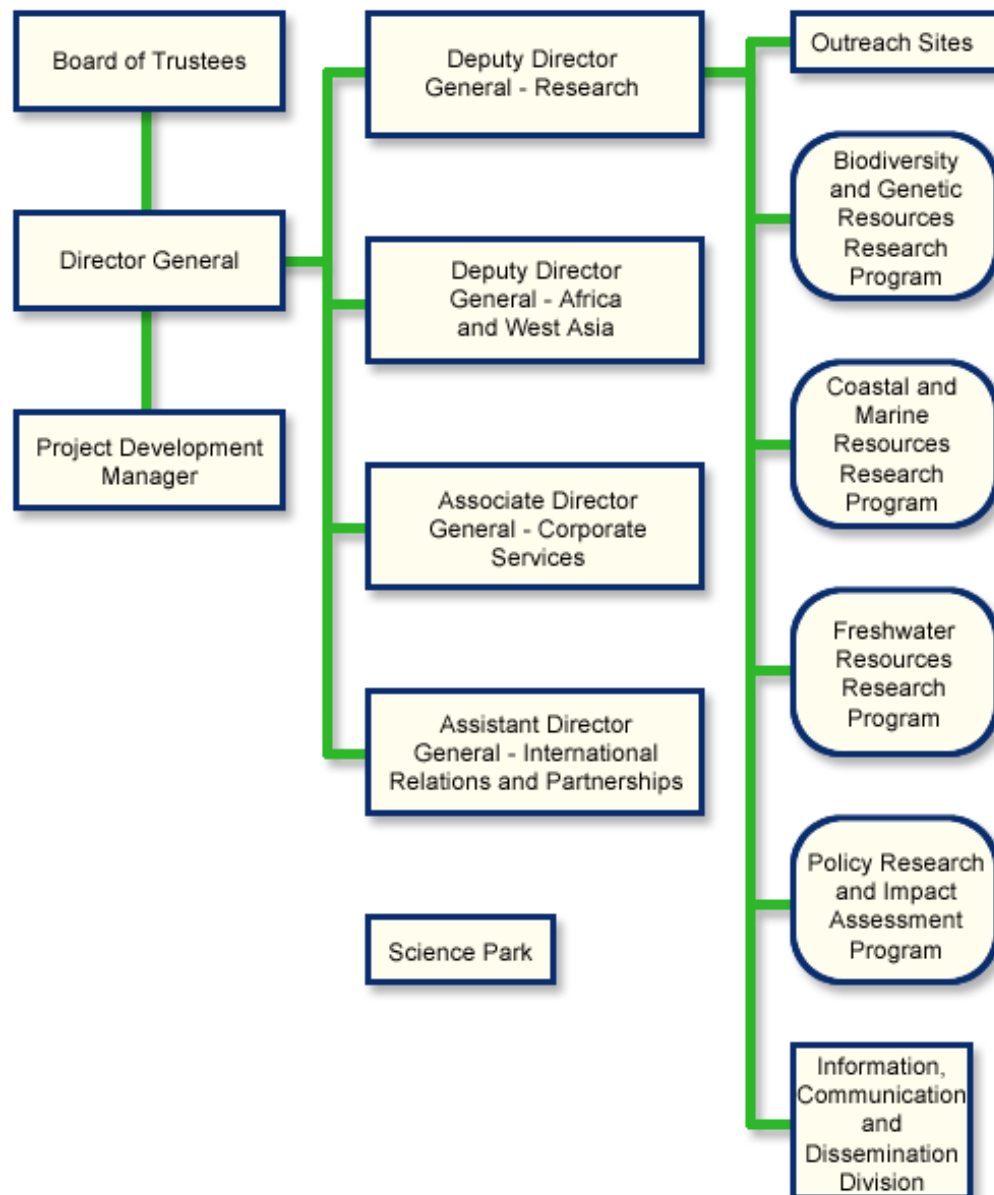 Board of Trustees
Director General
Project Development
Manager
Deputy Director
General - Research
Deputy Director
General - Africa
and West Asia
Associate Director
General - Corporate
Services
Assistant Director
General - International
Relations and Partnerships
Science Park
Outreach Sites
Biodiversity
and Genetic
Resources
Research
Program
Coastal and
Marine
Resources
Research
Program
Freshwater
Resources
Research
Program
Policy Research
and Impact
Assessment
Program
Information,
Communication
and
Dissemination
Division